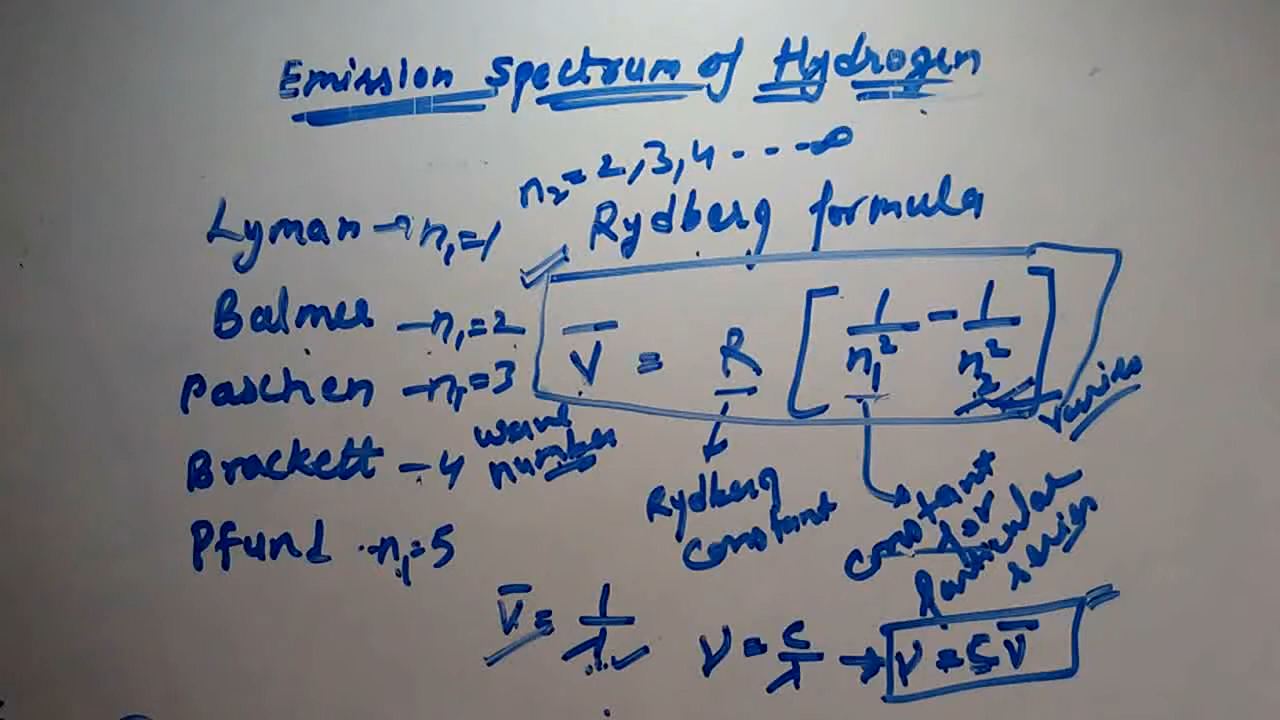 Emission Spectrum of Hydrogen
n₂=2,3,4----∞
Lyman → n₁=1
Rydberg formula
Balmer – n₁=2
V̅ = R [1/n₁² - 1/n₂²]
Paschen – n₁=3
varies
Brackett – 4
wave
number
Rydberg
constant
constant
for
particular
series
Pfund - n₁=5
V̅ = 1/λ
ν = c/λ → ν = cV̅